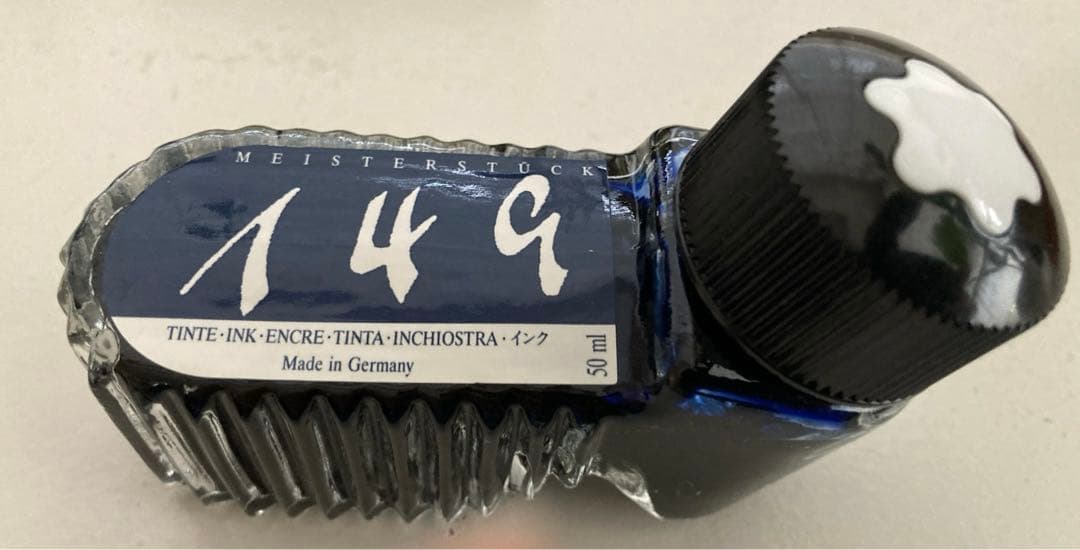 MEISTERSTÜCK
149
TINTE·INK·ENCRE·TINTA·INCHIOSTRA·インク
Made in Germany
50 ml